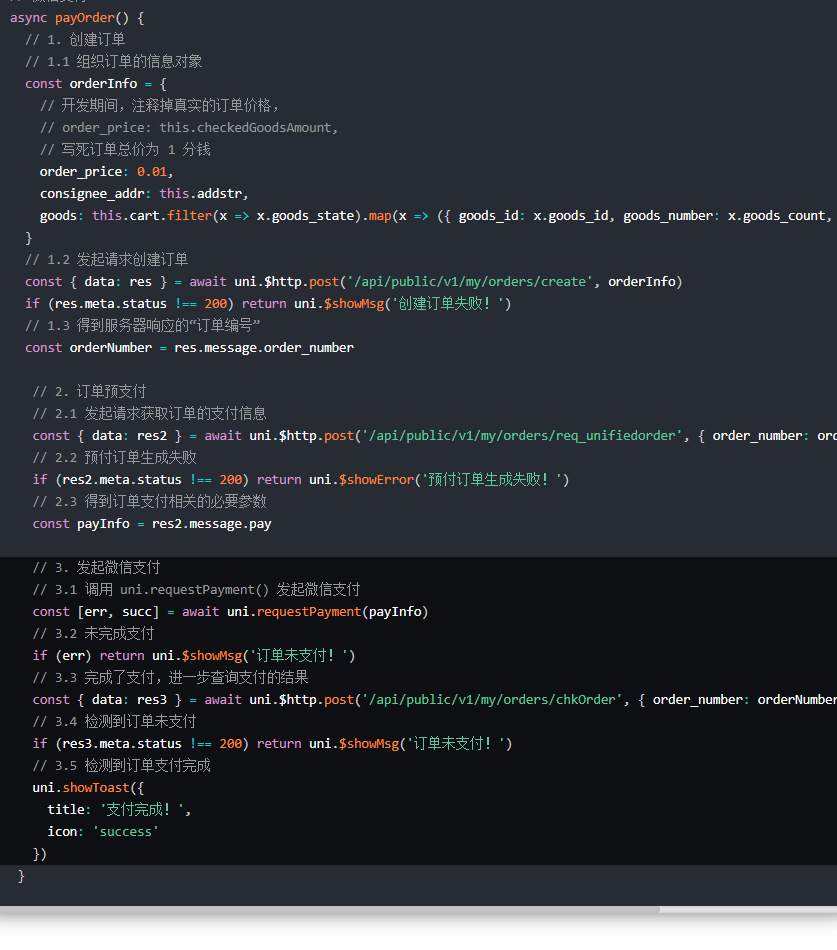 async payOrder() {
// 1. 创建订单
// 1.1 组织订单的信息对象
const orderInfo = {
// 开发期间，注释掉真实的订单价格，
// order_price: this.checkedGoodsAmount,
// 写死订单总价为 1 分钱
order_price: 0.01,
consignee_addr: this.addstr,
goods: this.cart.filter(x => x.goods_state).map(x => ({ goods_id: x.goods_id, goods_number: x.goods_count,
}
// 1.2 发起请求创建订单
const { data: res } = await uni.$http.post('/api/public/v1/my/orders/create', orderInfo)
if (res.meta.status !== 200) return uni.$showMsg('创建订单失败！')
// 1.3 得到服务器响应的“订单编号”
const orderNumber = res.message.order_number
// 2. 订单预支付
// 2.1 发起请求获取订单的支付信息
const { data: res2 } = await uni.$http.post('/api/public/v1/my/orders/req_unifiedorder', { order_number: ord
// 2.2 预付订单生成失败
if (res2.meta.status !== 200) return uni.$showError('预付订单生成失败！')
// 2.3 得到订单支付相关的必要参数
const payInfo = res2.message.pay
// 3. 发起微信支付
// 3.1 调用 uni.requestPayment() 发起微信支付
const [err, succ] = await uni.requestPayment(payInfo)
// 3.2 未完成支付
if (err) return uni.$showMsg('订单未支付！')
// 3.3 完成了支付，进一步查询支付的结果
const { data: res3 } = await uni.$http.post('/api/public/v1/my/orders/chkOrder', { order_number: orderNumber
// 3.4 检测到订单未支付
if (res3.meta.status !== 200) return uni.$showMsg('订单未支付！')
// 3.5 检测到订单支付完成
uni.showToast({
title: '支付完成！',
icon: 'success'
})
}